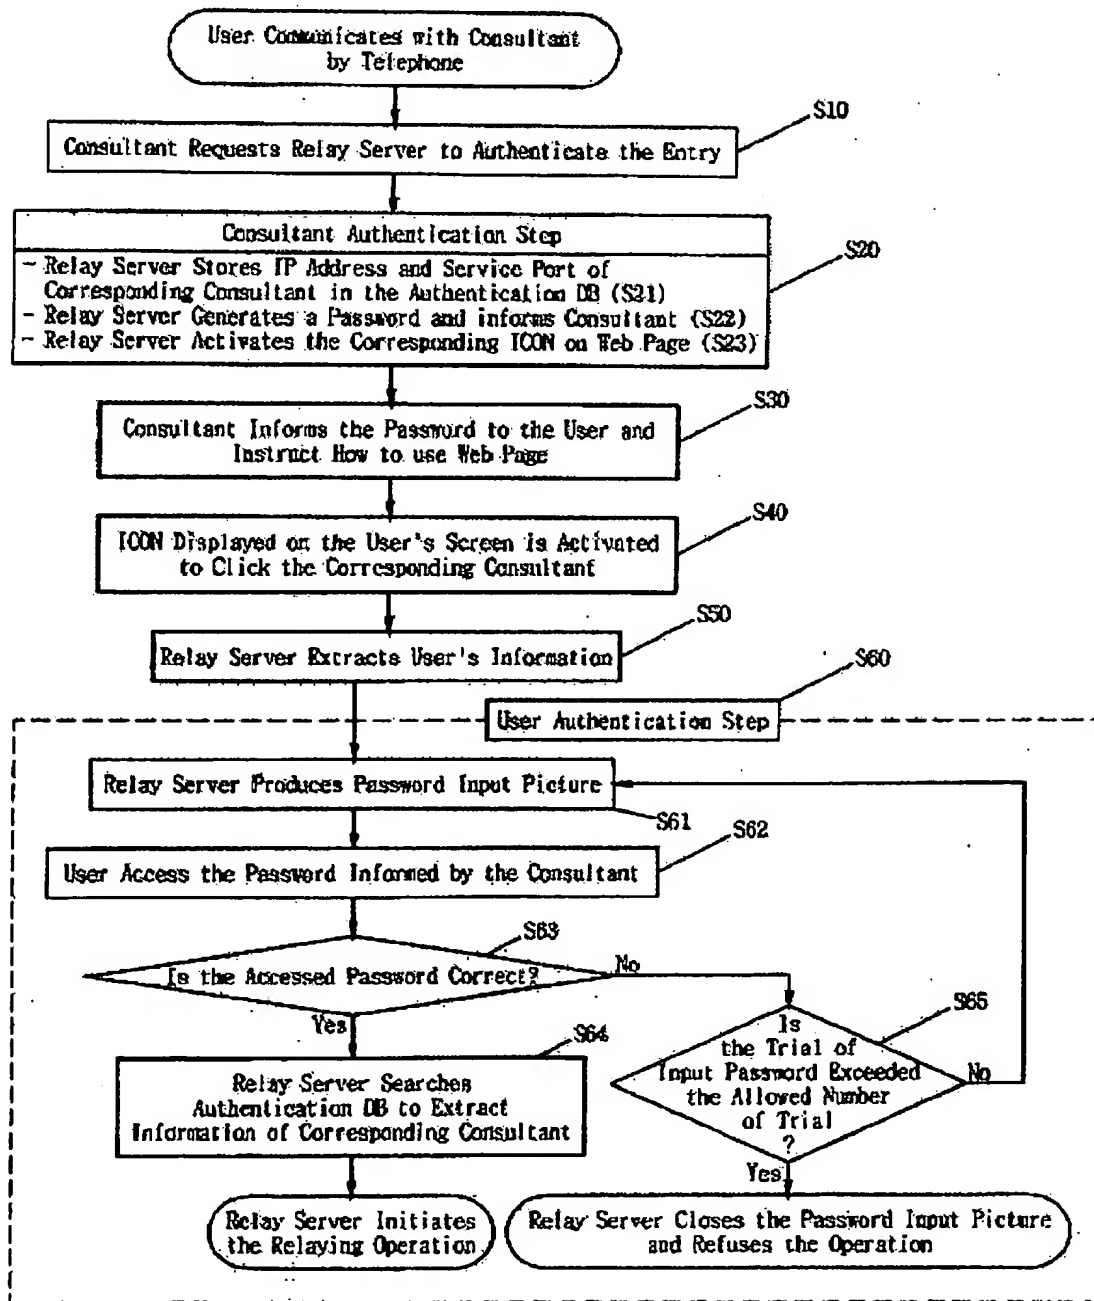 User Communicates with Consultant
by Telephone
S10
Consultant Requests Relay Server to Authenticate the Entry
Consultant Authentication Step
S20
- Relay Server Stores IP Address and Service Port of
Corresponding Consultant in the Authentication DB (S21)
- Relay Server Generates a Password and informs Consultant (S22)
- Relay Server Activates the Corresponding ICON on Web Page (S23)
S30
Consultant Informs the Password to the User and
Instruct How to use Web Page
S40
ICON Displayed on the User's Screen is Activated
to Click the Corresponding Consultant
S50
Relay Server Extracts User's Information
S60
User Authentication Step
Relay Server Produces Password Input Picture
S61
S62
User Access the Password Informed by the Consultant
S63
Is the Accessed Password Correct?
No
Yes
S64
Relay Server Searches
Authentication DB to Extract
Information of Corresponding Consultant
S65
Is
the Trial of
Input Password Exceeded
the Allowed Number
of Trial
?
No
Yes
Relay Server Initiates
the Relaying Operation
Relay Server Closes the Password Input Picture
and Refuses the Operation